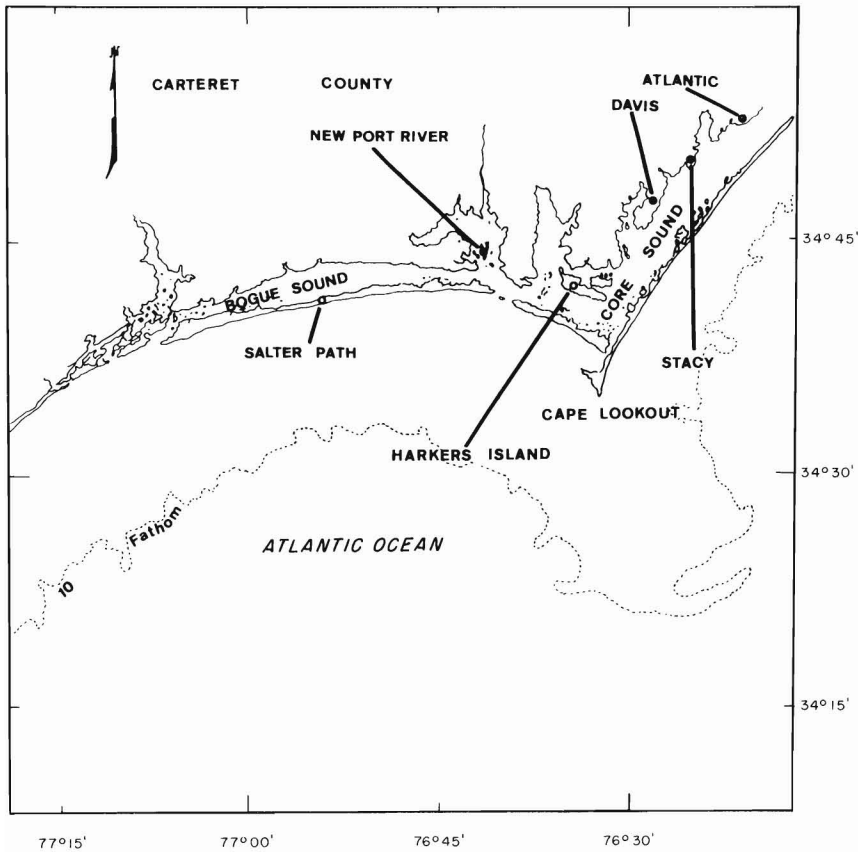 N
CARTERET COUNTY
ATLANTIC
DAVIS
NEW PORT RIVER
34°45'
BOGUE SOUND
CORE SOUND
SALTER PATH
STACY
CAPE LOOKOUT
HARKERS ISLAND
34°30'
10 Fathom
ATLANTIC OCEAN
34°15'
77°15' 77°00' 76°45' 76°30'